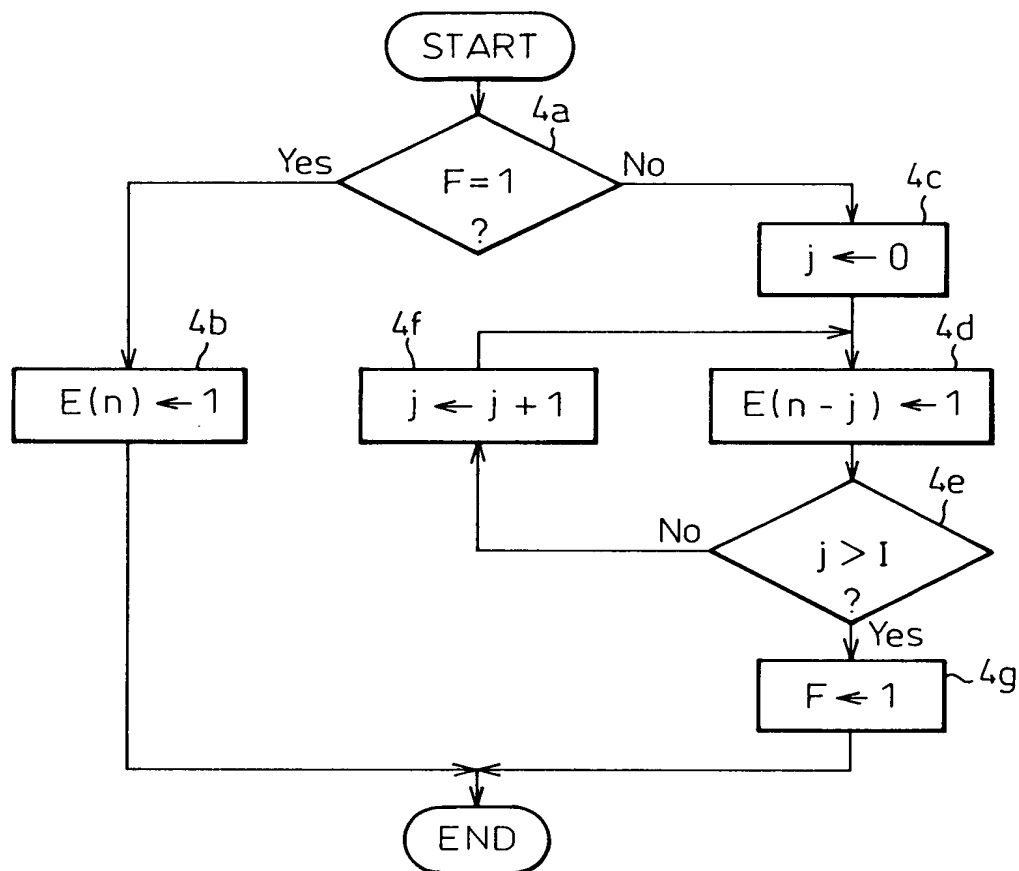 START
4a
Yes
F=1
?
No
4c
j ← 0
4b
E(n) ← 1
4f
j ← j + 1
4d
E(n - j) ← 1
4e
No
j > I
?
Yes
4g
F ← 1
END